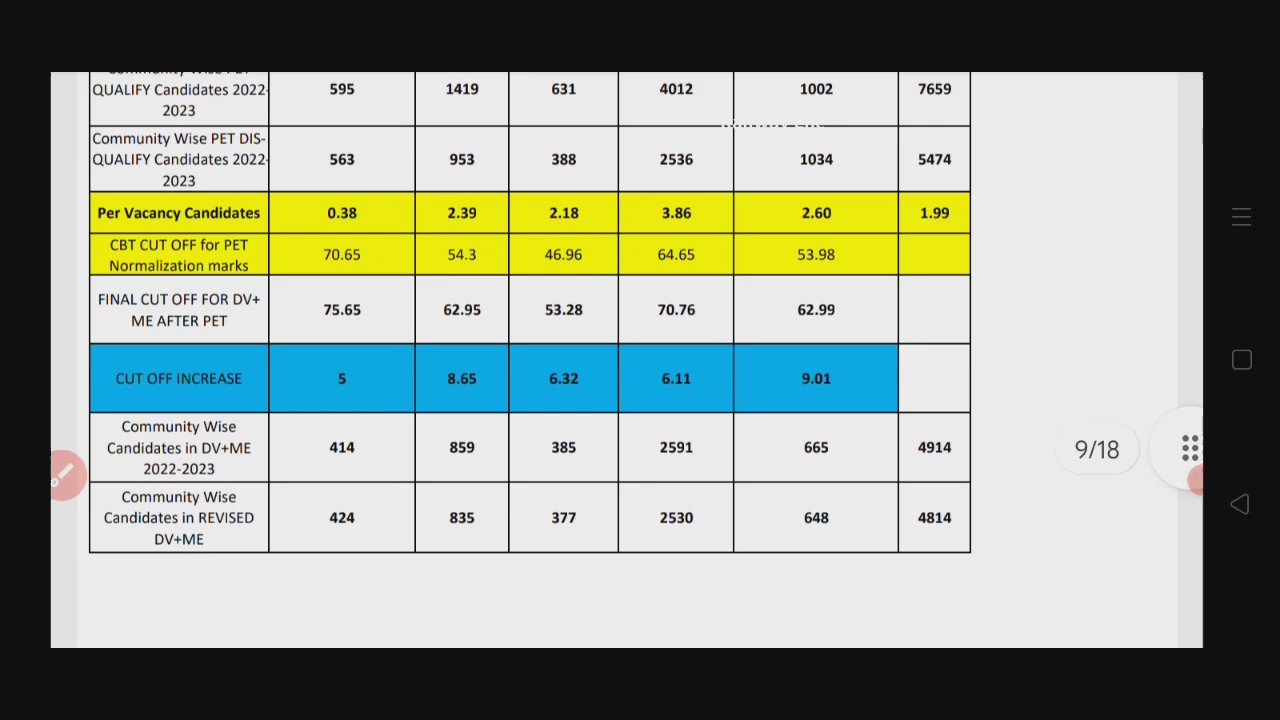 QUALIFY Candidates 2022-
2023
595 1419 631 4012 1002 7659
Community Wise PET DIS-
QUALIFY Candidates 2022-
2023
563 953 388 2536 1034 5474
Per Vacancy Candidates 0.38 2.39 2.18 3.86 2.60 1.99
CBT CUT OFF for PET
Normalization marks
70.65 54.3 46.96 64.65 53.98
FINAL CUT OFF FOR DV+
ME AFTER PET
75.65 62.95 53.28 70.76 62.99
CUT OFF INCREASE 5 8.65 6.32 6.11 9.01
Community Wise
Candidates in DV+ME
2022-2023
414 859 385 2591 665 4914
Community Wise
Candidates in REVISED
DV+ME
424 835 377 2530 648 4814
9/18